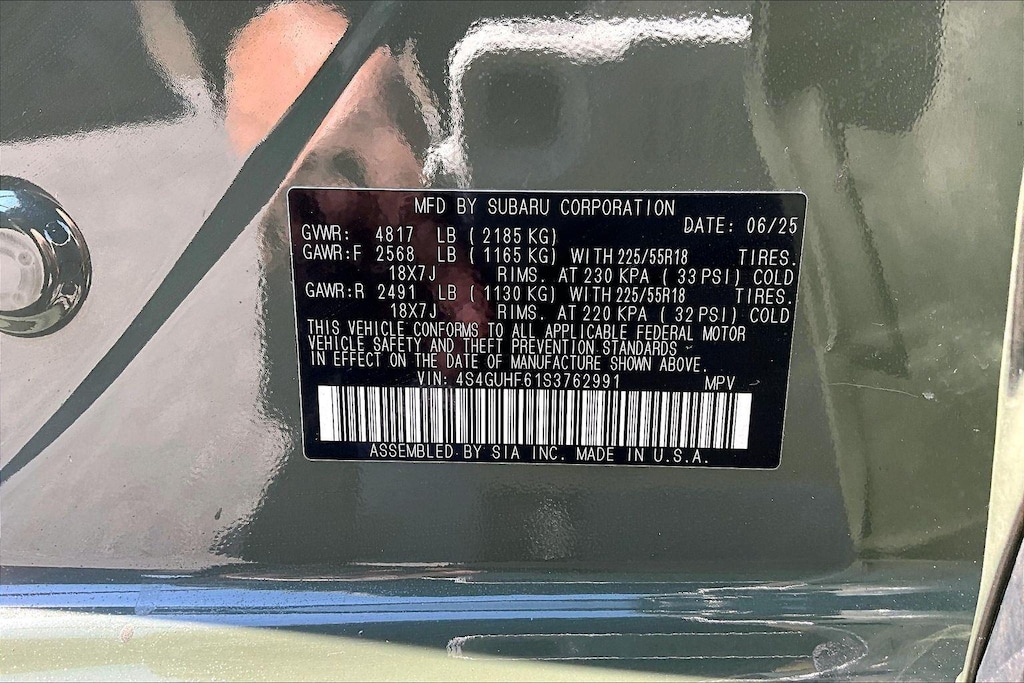 MFD BY SUBARU CORPORATION
DATE: 06/25
GVWR: 4817 LB (2185 KG)
GAWR:F 2568 LB (1165 KG) WITH 225/55R18 TIRES.
18X7J RIMS. AT 230 KPA (33 PSI) COLD
GAWR:R 2491 LB (1130 KG) WITH 225/55R18 TIRES.
18X7J RIMS. AT 220 KPA (32 PSI) COLD
THIS VEHICLE CONFORMS TO ALL APPLICABLE FEDERAL MOTOR
VEHICLE SAFETY AND THEFT PREVENTION STANDARDS
IN EFFECT ON THE DATE OF MANUFACTURE SHOWN ABOVE.
VIN: 4S4GUHF61S3762991 MPV
ASSEMBLED BY SIA INC. MADE IN U.S.A.